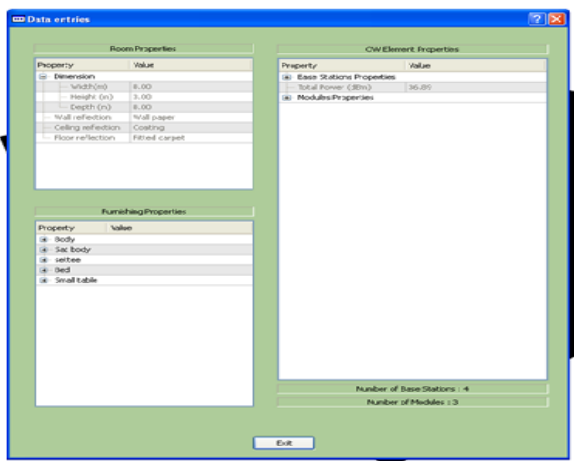 Data entries
Room Properties
Property Value
Dimension
Width(m) 8.00
Height (m) 3.00
Depth (m) 8.00
Wall reflection Wall paper
Ceiling reflection Coating
Floor reflection Fitted carpet
Furnishing Properties
Property Value
Body
Sac body
settee
Bed
Small table
CW Element Properties
Property Value
Base Stations Properties
Total Power (dBm) 36.89
Modules Properties
Number of Base Stations : 4
Number of Modules : 3
Exit